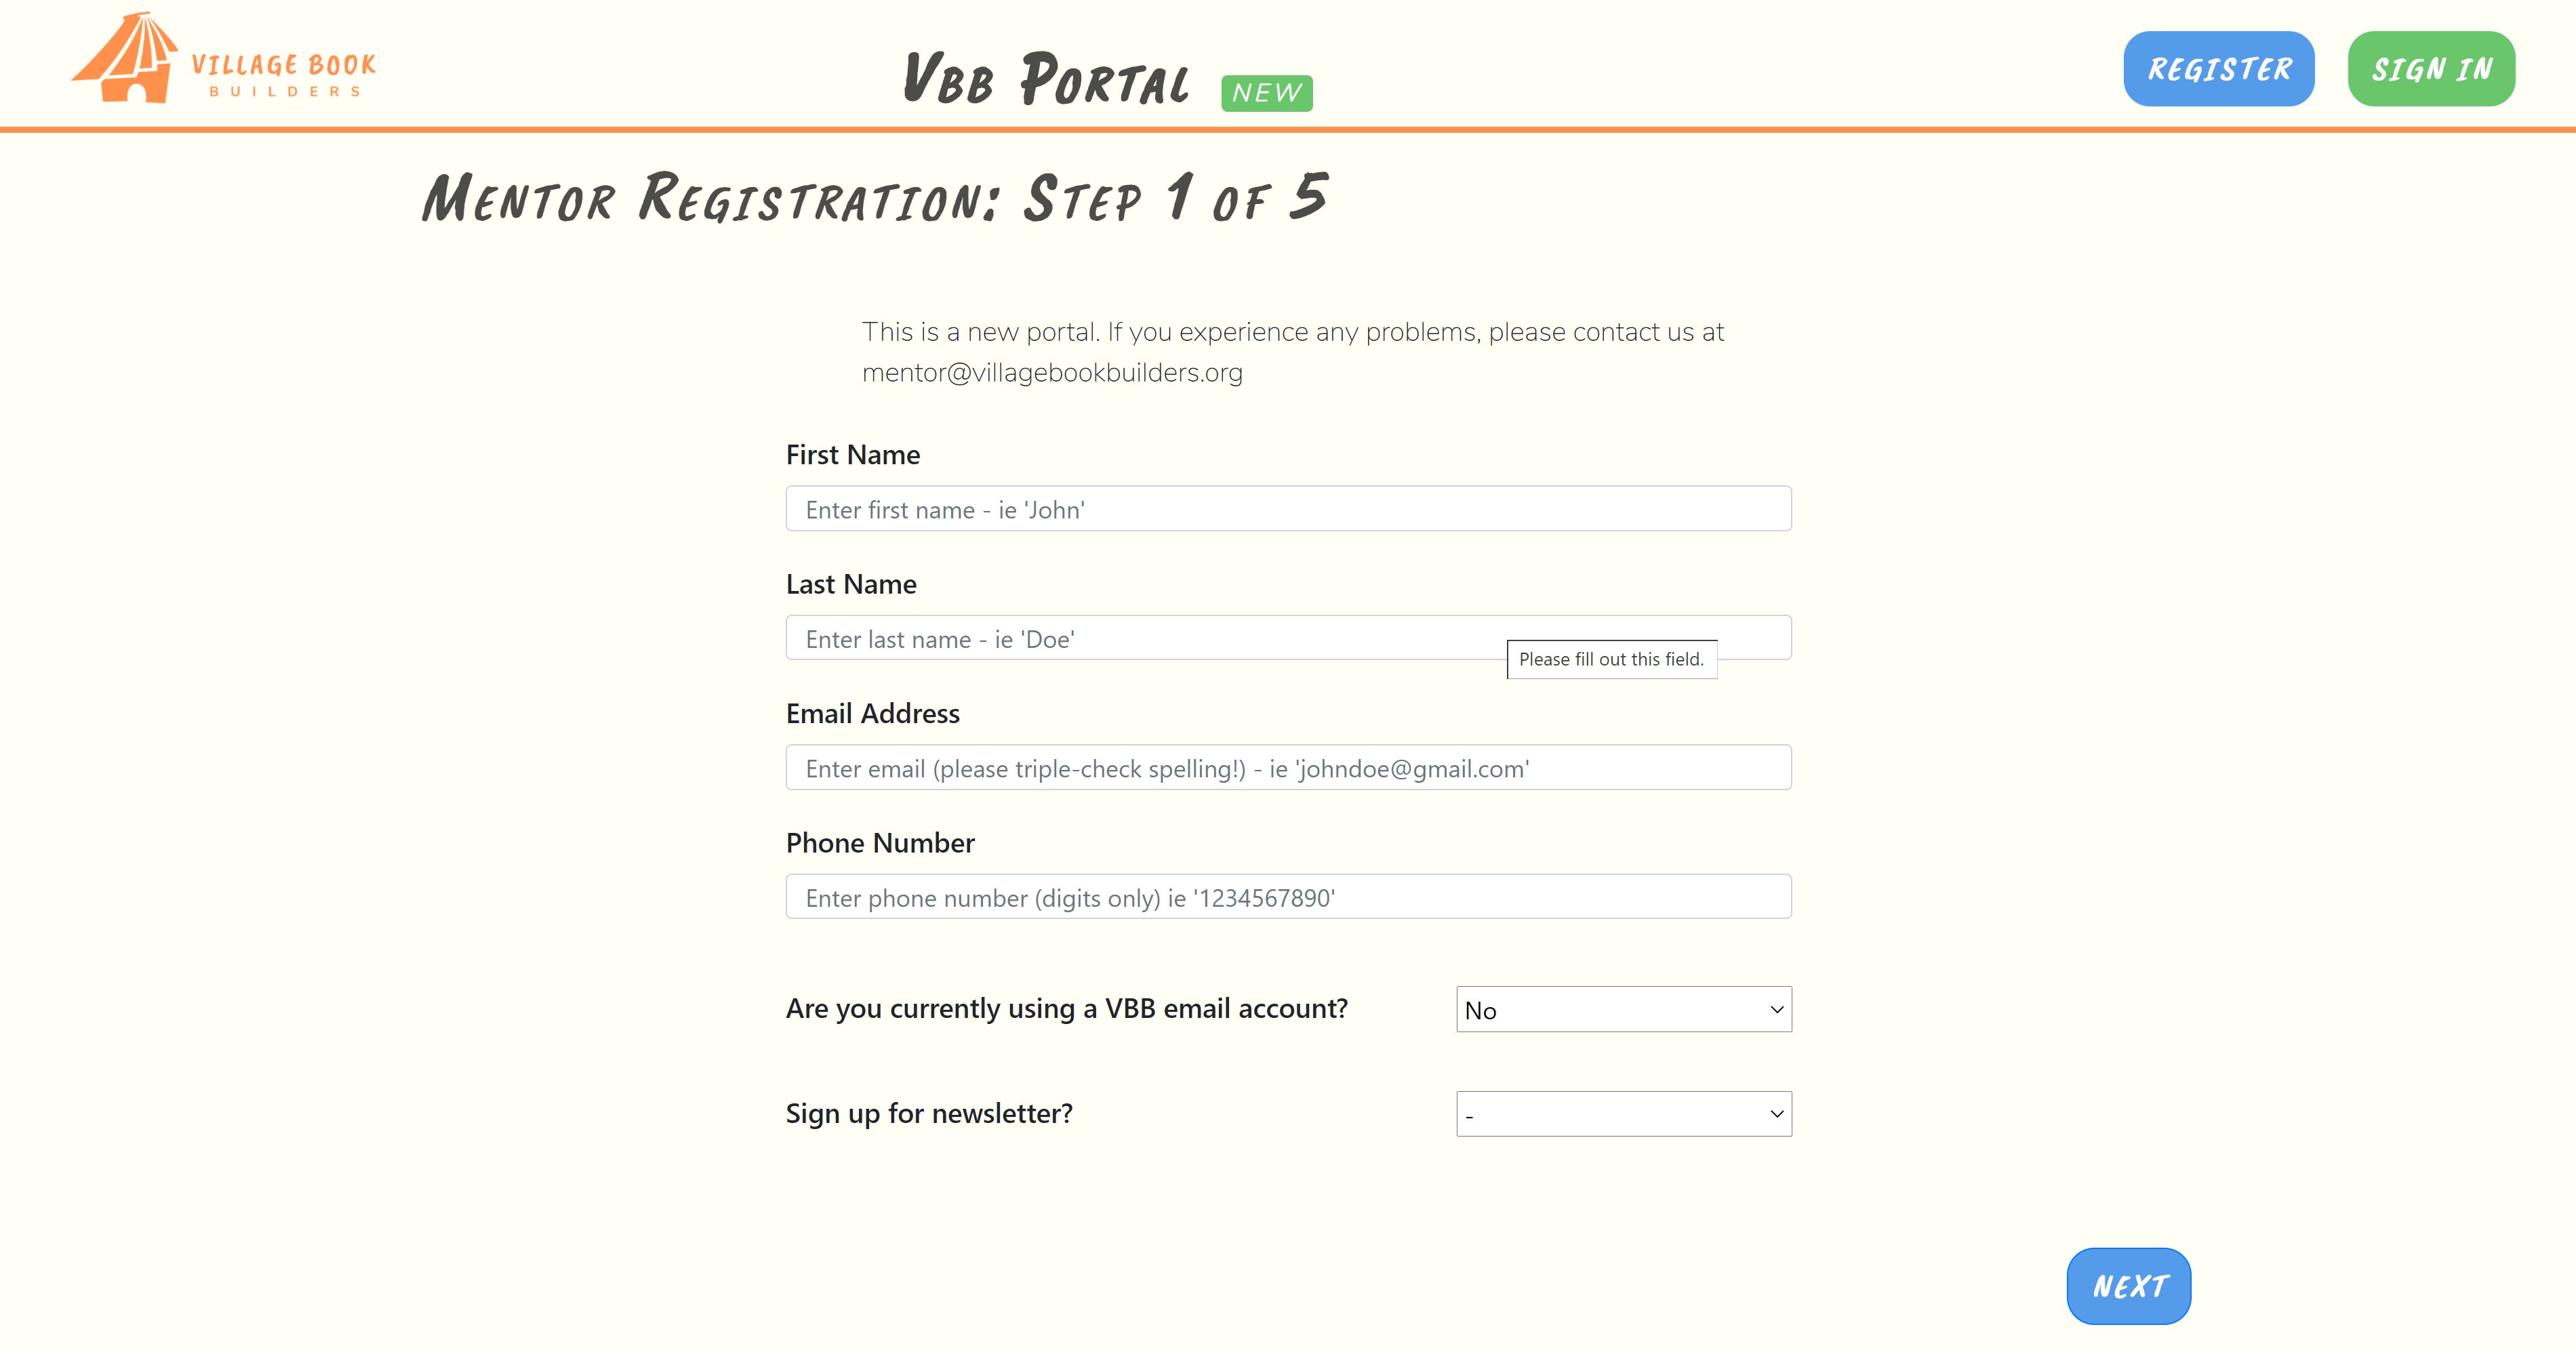 VILLAGE BOOK
BUILDERS
VBB PORTAL NEW
REGISTER
SIGN IN
MENTOR REGISTRATION: STEP 1 OF 5
This is a new portal. If you experience any problems, please contact us at
mentor@villagebookbuilders.org
First Name
Enter first name - ie 'John'
Last Name
Enter last name - ie 'Doe'
Please fill out this field.
Email Address
Enter email (please triple-check spelling!) - ie 'johndoe@gmail.com'
Phone Number
Enter phone number (digits only) ie '1234567890'
Are you currently using a VBB email account?
No
Sign up for newsletter?
-
NEXT